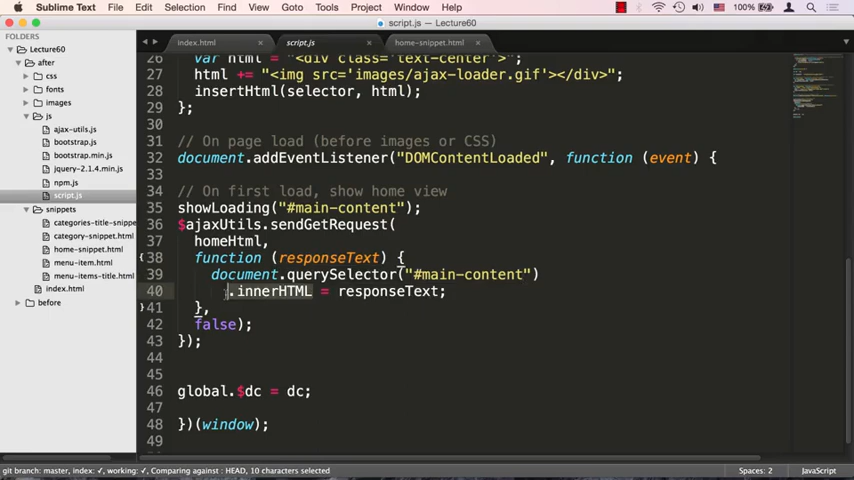 Sublime Text File Edit Selection Find View Goto Tools Project Window Help 100%
script.js — Lecture60
FOLDERS
Lecture60
after
css
fonts
images
js
ajax-utils.js
bootstrap.js
bootstrap.min.js
jquery-2.1.4.min.js
npm.js
script.js
snippets
categories-title-snippe
category-snippet.html
home-snippet.html
menu-item.html
menu-items-title.html
index.html
before
index.html script.js home-snippet.html
26 var html = "<div class='text-center'>";
27 html += "<img src='images/ajax-loader.gif'></div>";
28 insertHtml(selector, html);
29 };
30
31 // On page load (before images or CSS)
32 document.addEventListener("DOMContentLoaded", function (event) {
33
34 // On first load, show home view
35 showLoading("#main-content");
36 $ajaxUtils.sendGetRequest(
37 homeHtml,
38 function (responseText) {
39 document.querySelector("#main-content")
40 .innerHTML = responseText;
41 },
42 false);
43 });
44
45
46 global.$dc = dc;
47
48 })(window);
49
git branch: master, index: ✓, working: ✓, Comparing against : HEAD, 10 characters selected Spaces: 2 JavaScript